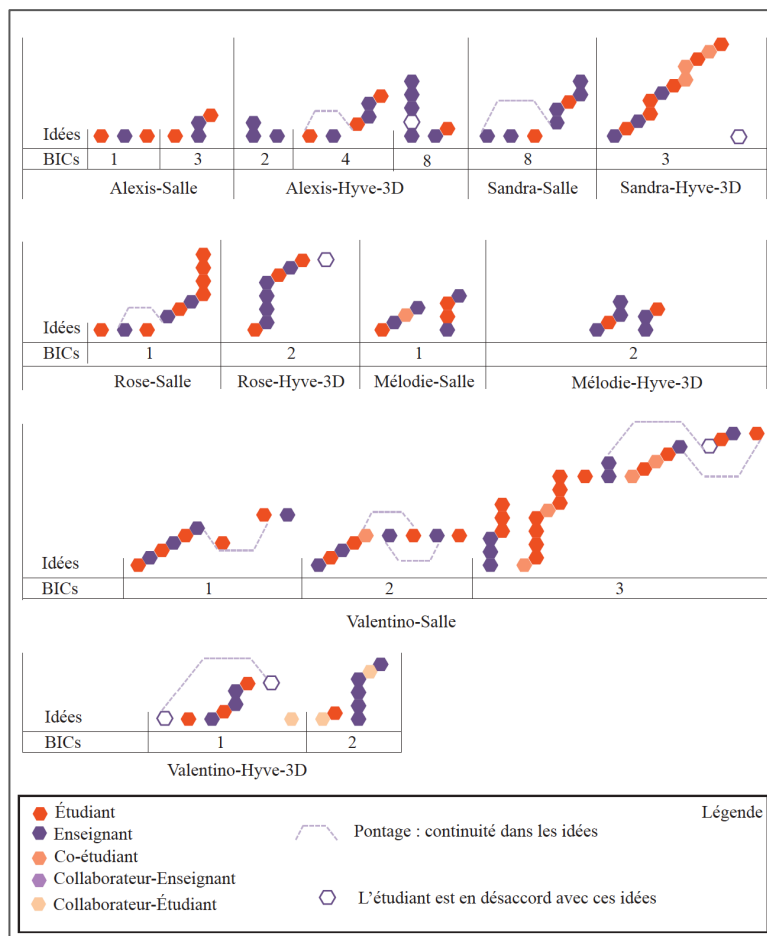 Idées
BICs 1 3 2 4 8 8 3
Alexis-Salle Alexis-Hyve-3D Sandra-Salle Sandra-Hyve-3D
Idées
BICs 1 2 1 2
Rose-Salle Rose-Hyve-3D Mélodie-Salle Mélodie-Hyve-3D
Idées
BICs 1 2 3
Valentino-Salle
Idées
BICs 1 2
Valentino-Hyve-3D
Légende
Étudiant
Enseignant
Co-étudiant
Collaborateur-Enseignant
Collaborateur-Étudiant
Pontage : continuité dans les idées
L'étudiant est en désaccord avec ces idées